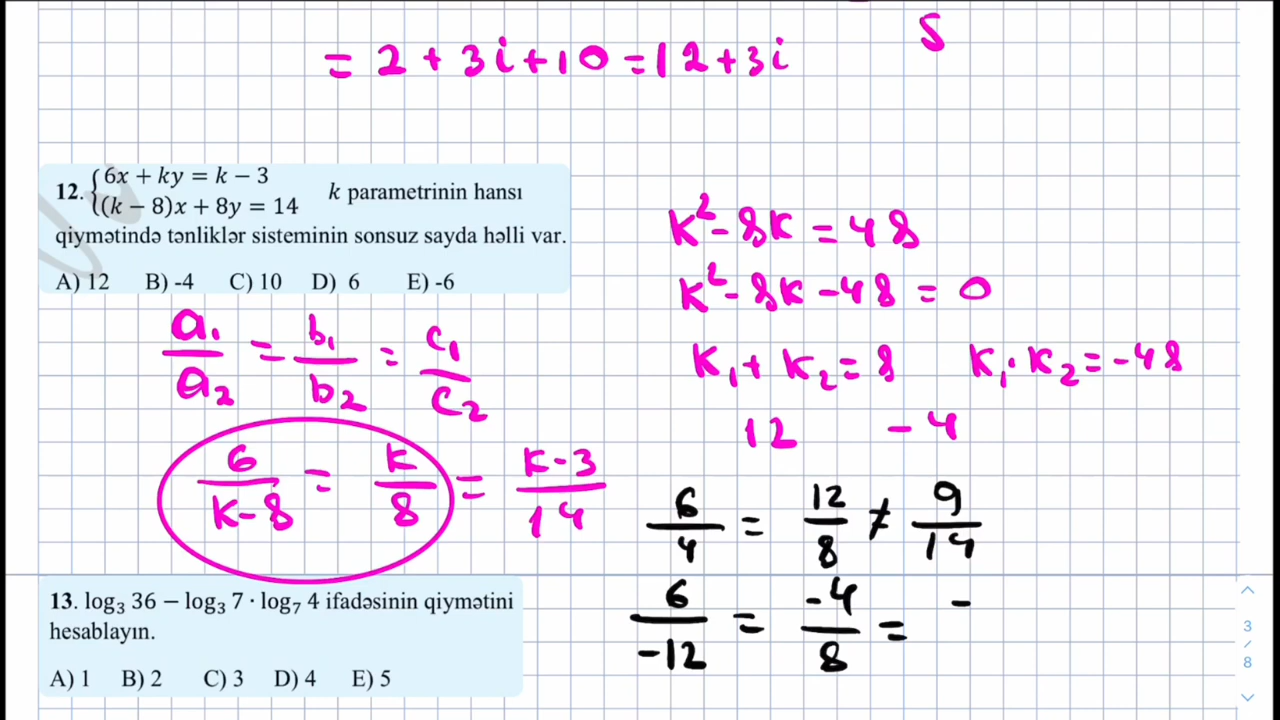 S
= 2 + 3i + 10 = 12 + 3i
12. {6x + ky = k − 3
{(k − 8)x + 8y = 14 k parametrinin hansı
qiymətində tənliklər sisteminin sonsuz sayda həlli var.
A) 12 B) -4 C) 10 D) 6 E) -6
a₁/a₂ = b₁/b₂ = c₁/c₂
6/(k-8) = k/8 = (k-3)/14
k² - 8k = 48
k² - 8k - 48 = 0
k₁ + k₂ = 8 k₁ · k₂ = -48
12 -4
6/4 = 12/8 ≠ 9/14
6/-12 = -4/8 = -
13. log₃ 36 − log₃ 7 · log₇ 4 ifadəsinin qiymətini
hesablayın.
A) 1 B) 2 C) 3 D) 4 E) 5
3
/
8